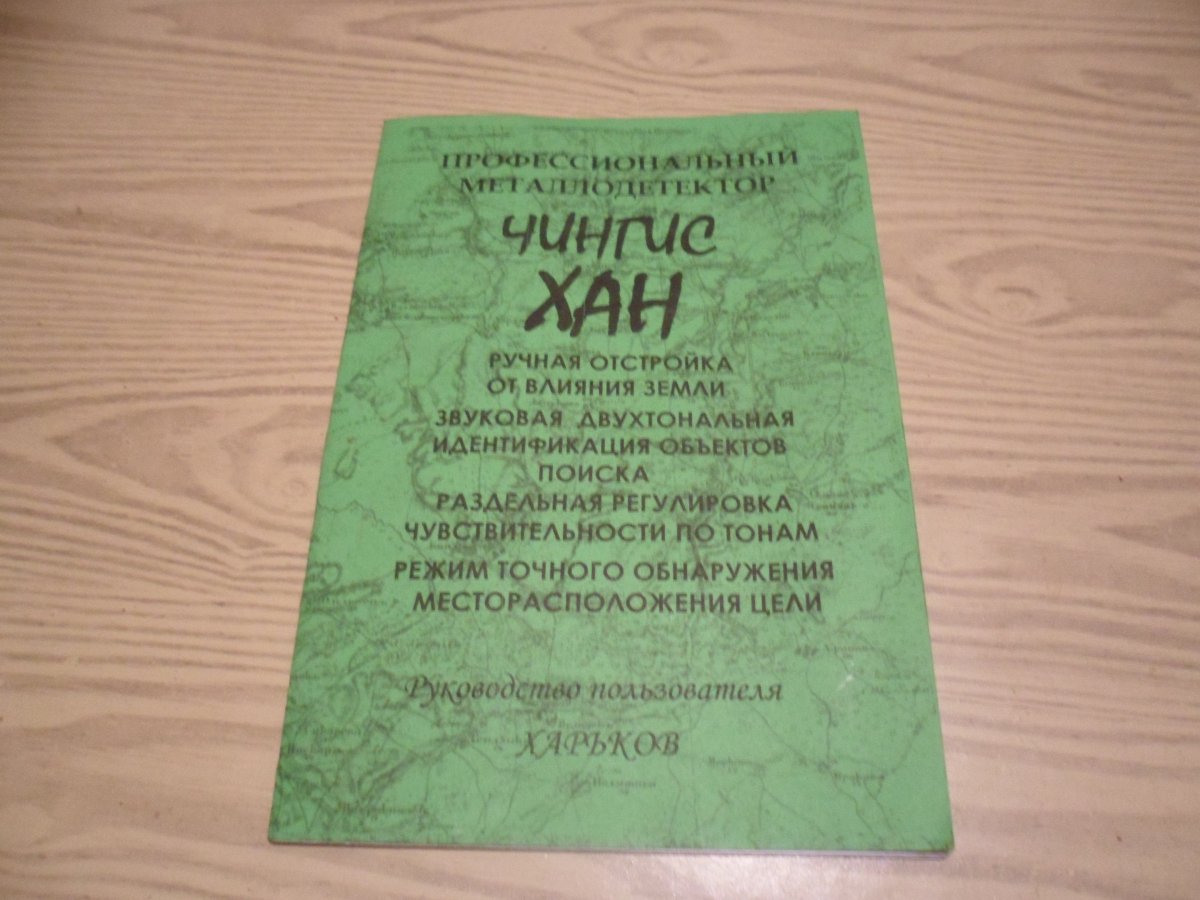 ПРОФЕССИОНАЛЬНЫЙ
МЕТАЛЛОДЕТЕКТОР
ЧИНГИС
ХАН
РУЧНАЯ ОТСТРОЙКА
ОТ ВЛИЯНИЯ ЗЕМЛИ
ЗВУКОВАЯ ДВУХТОНАЛЬНАЯ
ИДЕНТИФИКАЦИЯ ОБЪЕКТОВ
ПОИСКА
РАЗДЕЛЬНАЯ РЕГУЛИРОВКА
ЧУВСТВИТЕЛЬНОСТИ ПО ТОНАМ
РЕЖИМ ТОЧНОГО ОБНАРУЖЕНИЯ
МЕСТОРАСПОЛОЖЕНИЯ ЦЕЛИ
Руководство пользователя
ХАРЬКОВ